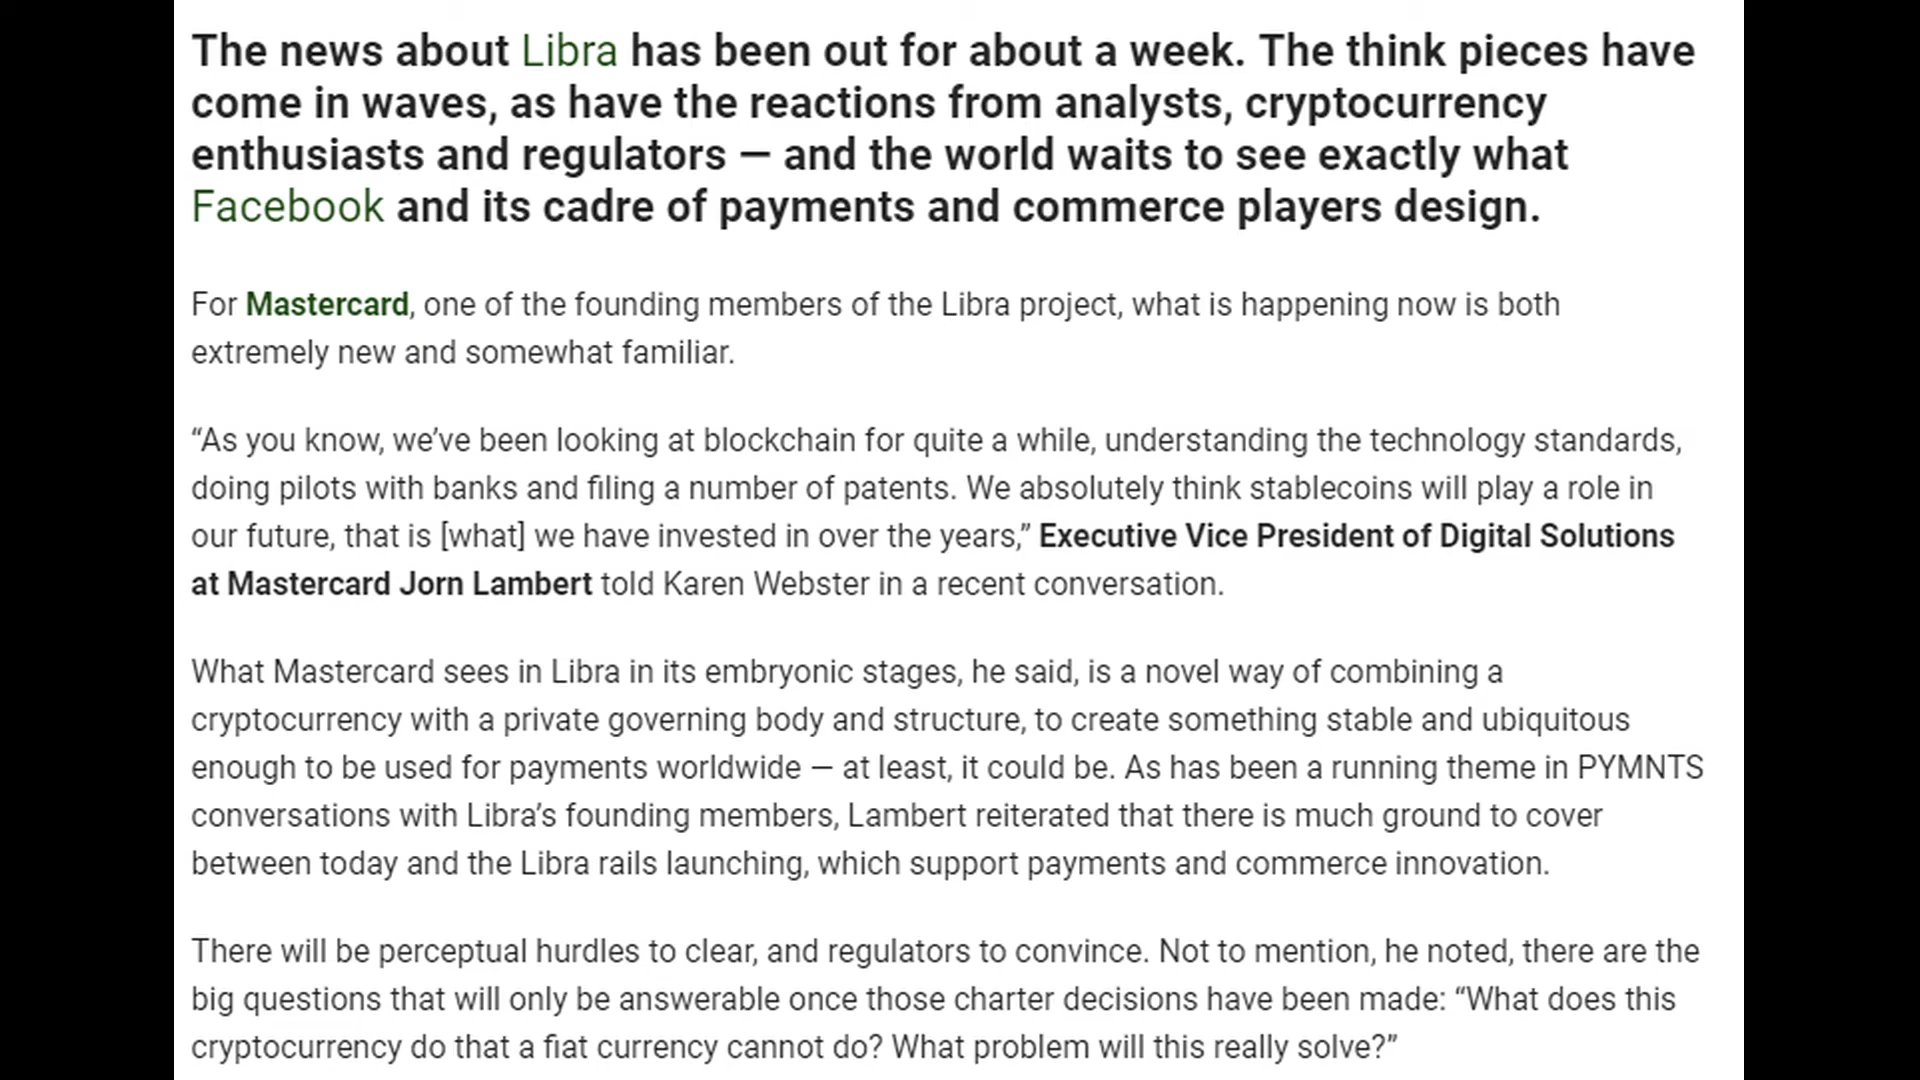 The news about Libra has been out for about a week. The think pieces have
come in waves, as have the reactions from analysts, cryptocurrency
enthusiasts and regulators — and the world waits to see exactly what
Facebook and its cadre of payments and commerce players design.
For Mastercard, one of the founding members of the Libra project, what is happening now is both
extremely new and somewhat familiar.
“As you know, we’ve been looking at blockchain for quite a while, understanding the technology standards,
doing pilots with banks and filing a number of patents. We absolutely think stablecoins will play a role in
our future, that is [what] we have invested in over the years,” Executive Vice President of Digital Solutions
at Mastercard Jorn Lambert told Karen Webster in a recent conversation.
What Mastercard sees in Libra in its embryonic stages, he said, is a novel way of combining a
cryptocurrency with a private governing body and structure, to create something stable and ubiquitous
enough to be used for payments worldwide — at least, it could be. As has been a running theme in PYMNTS
conversations with Libra’s founding members, Lambert reiterated that there is much ground to cover
between today and the Libra rails launching, which support payments and commerce innovation.
There will be perceptual hurdles to clear, and regulators to convince. Not to mention, he noted, there are the
big questions that will only be answerable once those charter decisions have been made: “What does this
cryptocurrency do that a fiat currency cannot do? What problem will this really solve?”